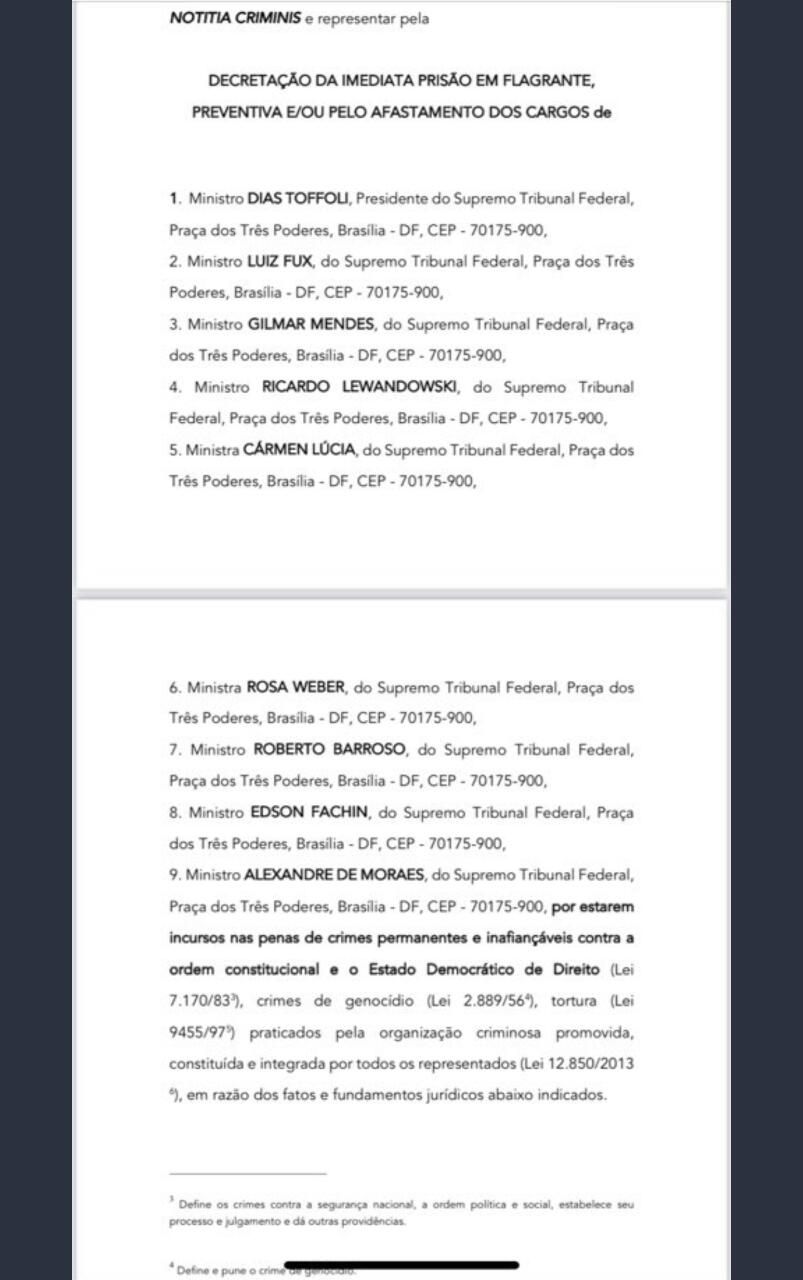 NOTITIA CRIMINIS e representar pela
DECRETAÇÃO DA IMEDIATA PRISÃO EM FLAGRANTE,
PREVENTIVA E/OU PELO AFASTAMENTO DOS CARGOS de
1. Ministro DIAS TOFFOLI, Presidente do Supremo Tribunal Federal,
Praça dos Três Poderes, Brasília - DF, CEP - 70175-900,
2. Ministro LUIZ FUX, do Supremo Tribunal Federal, Praça dos Três
Poderes, Brasília - DF, CEP - 70175-900,
3. Ministro GILMAR MENDES, do Supremo Tribunal Federal, Praça
dos Três Poderes, Brasília - DF, CEP - 70175-900,
4. Ministro RICARDO LEWANDOWSKI, do Supremo Tribunal
Federal, Praça dos Três Poderes, Brasília - DF, CEP - 70175-900,
5. Ministra CÁRMEN LÚCIA, do Supremo Tribunal Federal, Praça dos
Três Poderes, Brasília - DF, CEP - 70175-900,
6. Ministra ROSA WEBER, do Supremo Tribunal Federal, Praça dos
Três Poderes, Brasília - DF, CEP - 70175-900,
7. Ministro ROBERTO BARROSO, do Supremo Tribunal Federal,
Praça dos Três Poderes, Brasília - DF, CEP - 70175-900,
8. Ministro EDSON FACHIN, do Supremo Tribunal Federal, Praça
dos Três Poderes, Brasília - DF, CEP - 70175-900,
9. Ministro ALEXANDRE DE MORAES, do Supremo Tribunal Federal,
Praça dos Três Poderes, Brasília - DF, CEP - 70175-900, por estarem
incursos nas penas de crimes permanentes e inafiançáveis contra a
ordem constitucional e o Estado Democrático de Direito (Lei
7.170/83³), crimes de genocídio (Lei 2.889/56⁴), tortura (Lei
9455/97⁵) praticados pela organização criminosa promovida,
constituída e integrada por todos os representados (Lei 12.850/2013
⁶), em razão dos fatos e fundamentos jurídicos abaixo indicados.
³ Define os crimes contra a segurança nacional, a ordem política e social, estabelece seu
processo e julgamento e dá outras providências.
⁴ Define e pune o crime de genocídio.